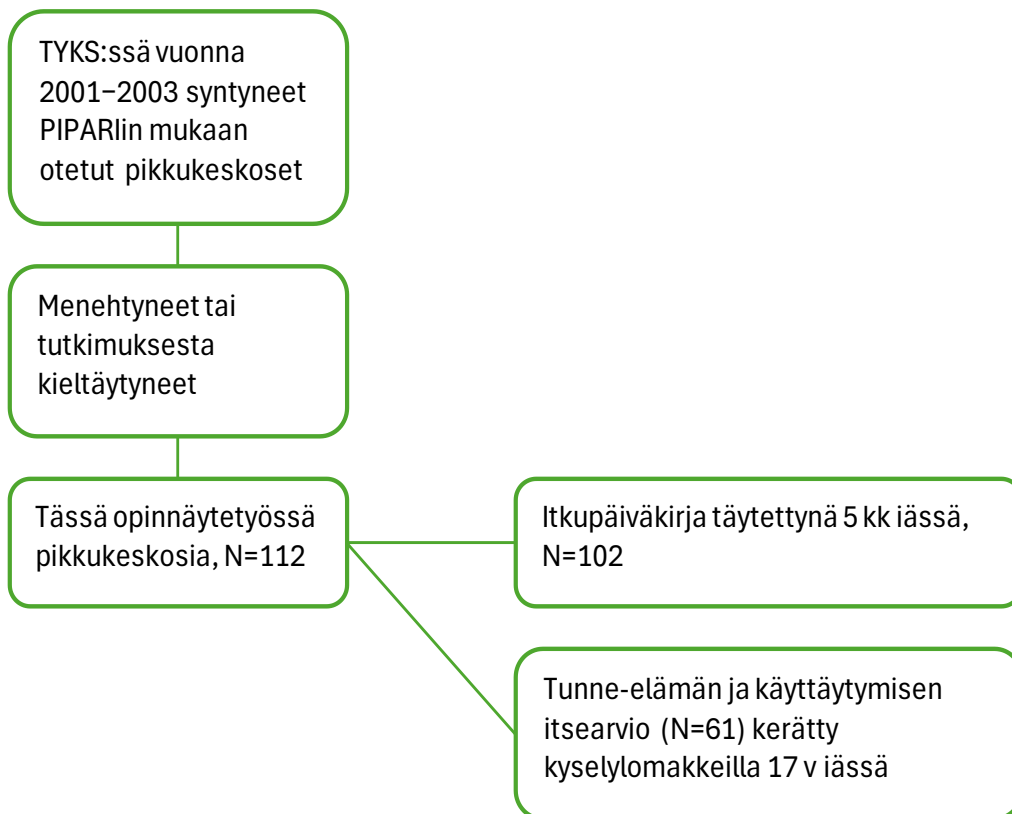 TYKS:ssä vuonna
2001–2003 syntyneet
PIPARIin mukaan
otetut pikkukeskoset
Menehtyneet tai
tutkimuksesta
kieltäytyneet
Tässä opinnäytetyössä
pikkukeskosia, N=112
Itkupäiväkirja täytettynä 5 kk iässä,
N=102
Tunne-elämän ja käyttäytymisen
itsearvio (N=61) kerätty
kyselylomakkeilla 17 v iässä